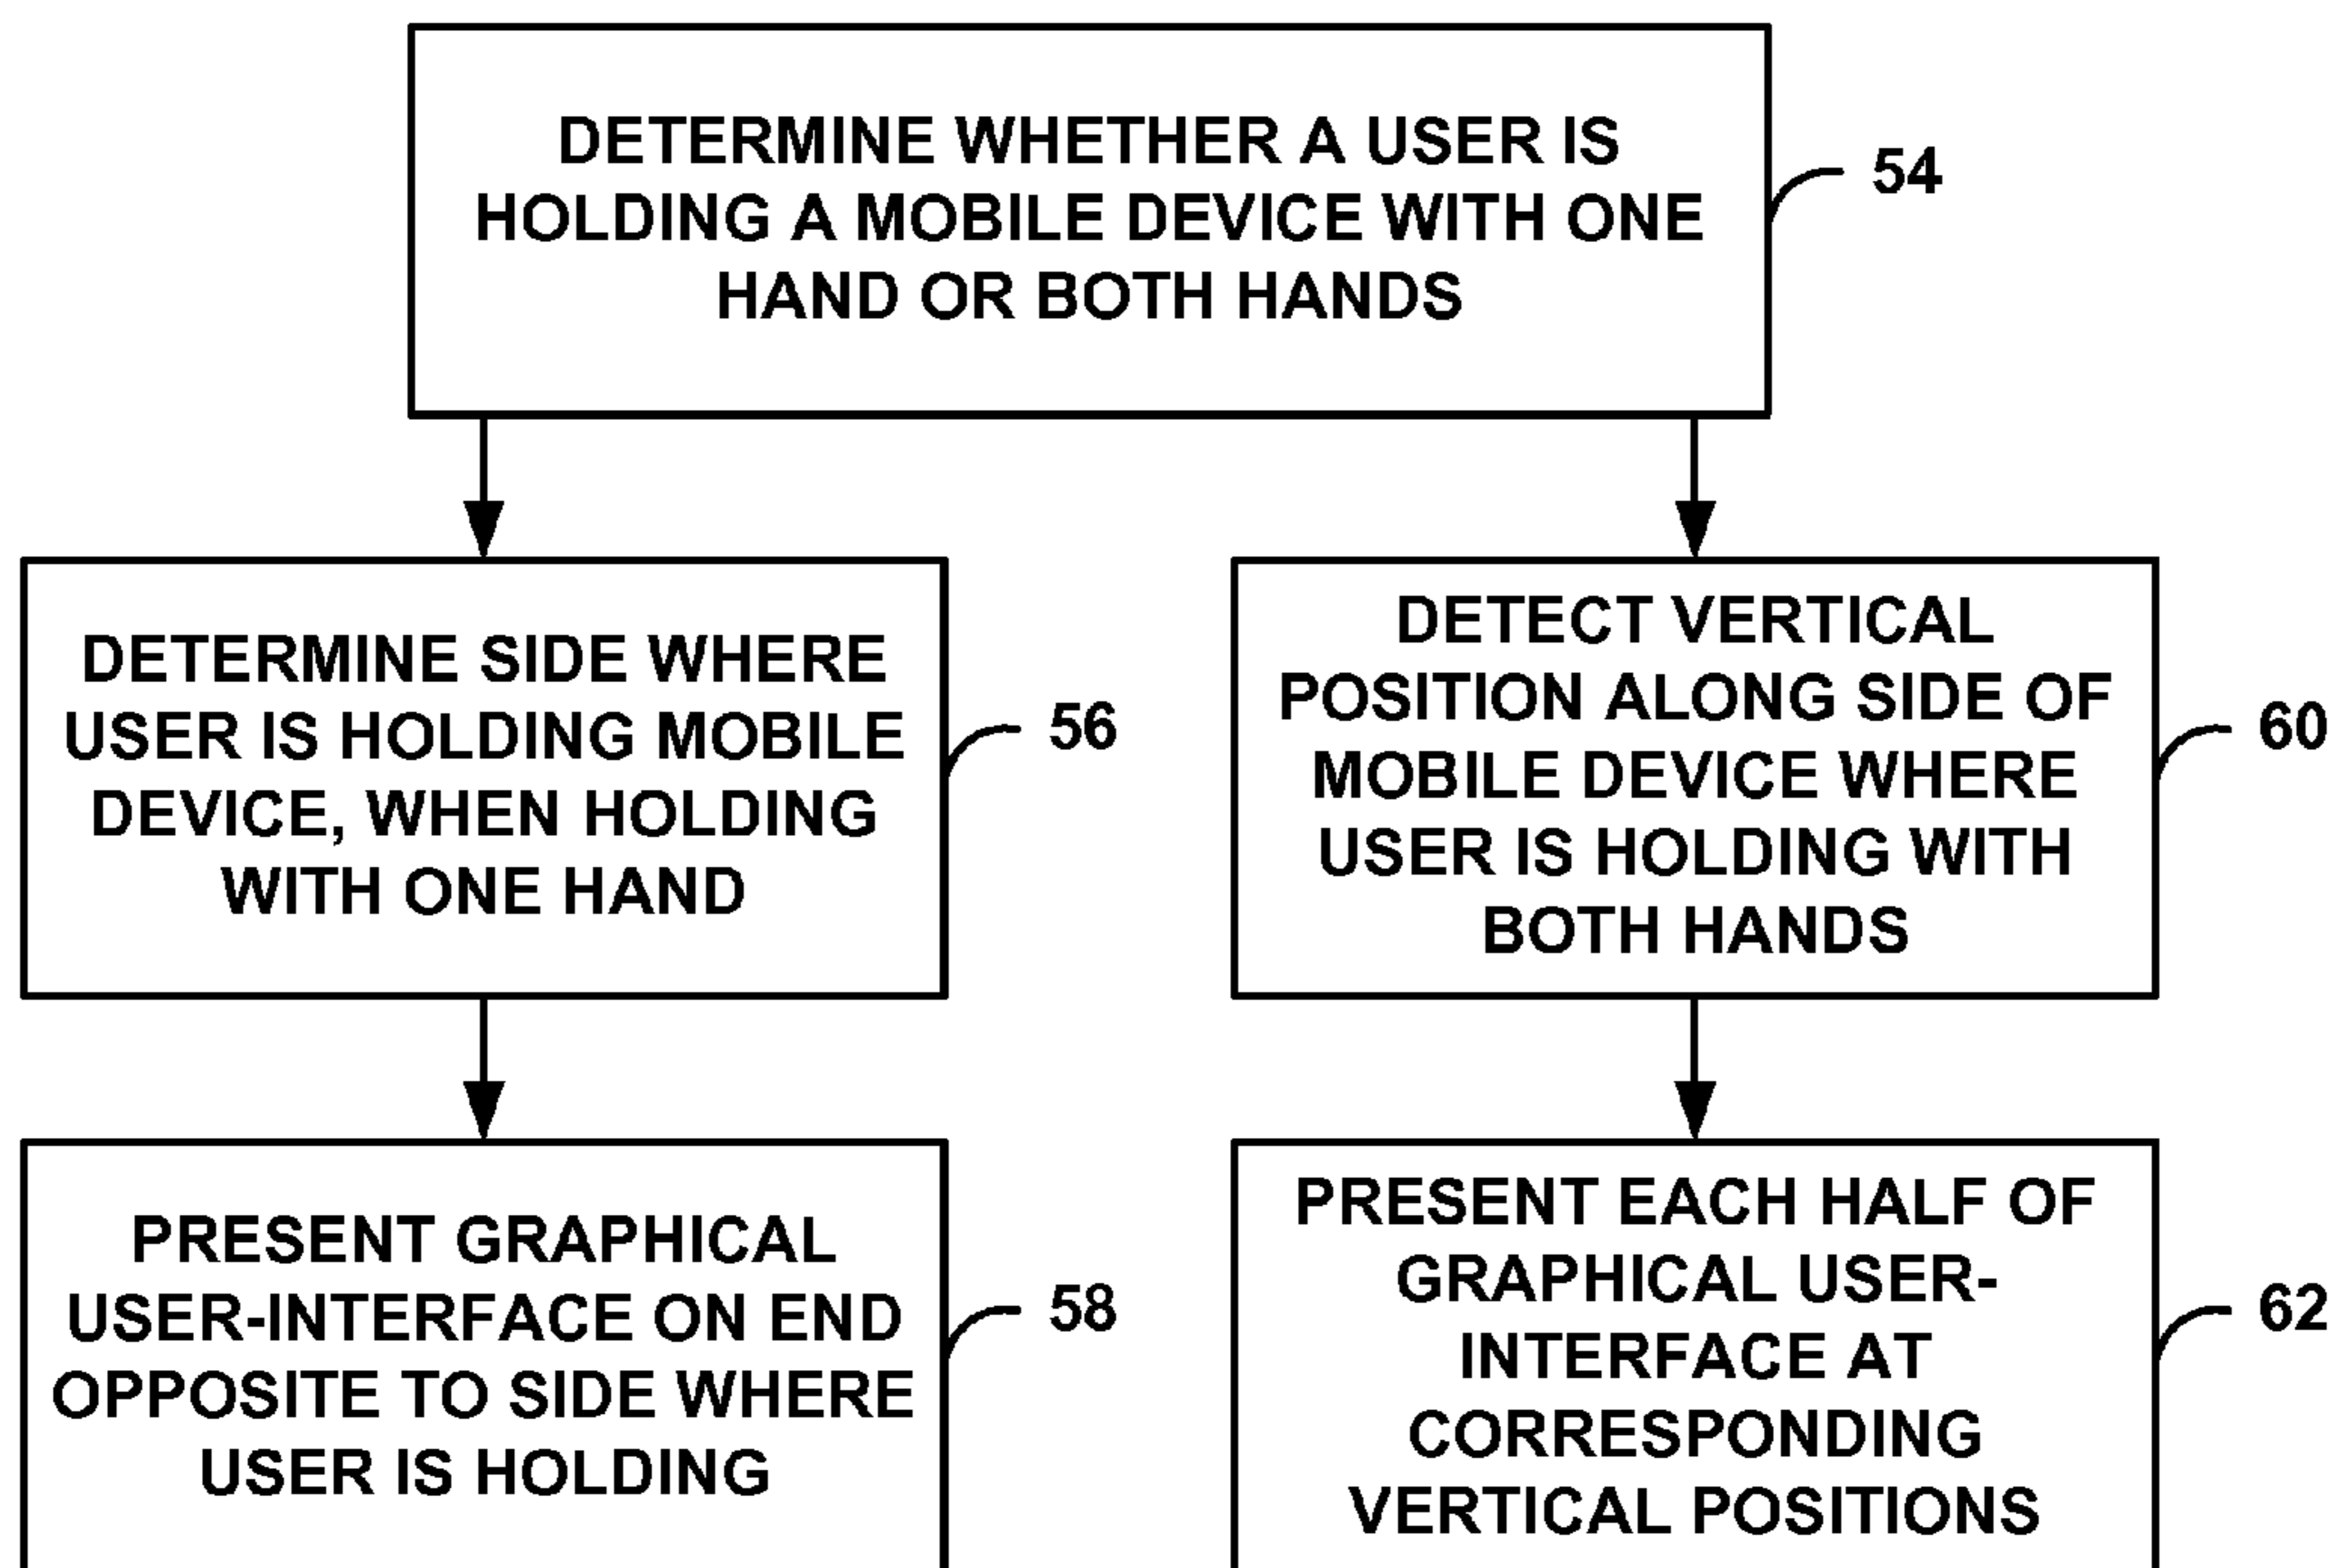 DETERMINE WHETHER A USER IS
HOLDING A MOBILE DEVICE WITH ONE
HAND OR BOTH HANDS
54
DETERMINE SIDE WHERE
USER IS HOLDING MOBILE
DEVICE, WHEN HOLDING
WITH ONE HAND
56
DETECT VERTICAL
POSITION ALONG SIDE OF
MOBILE DEVICE WHERE
USER IS HOLDING WITH
BOTH HANDS
60
PRESENT GRAPHICAL
USER-INTERFACE ON END
OPPOSITE TO SIDE WHERE
USER IS HOLDING
58
PRESENT EACH HALF OF
GRAPHICAL USER-
INTERFACE AT
CORRESPONDING
VERTICAL POSITIONS
62